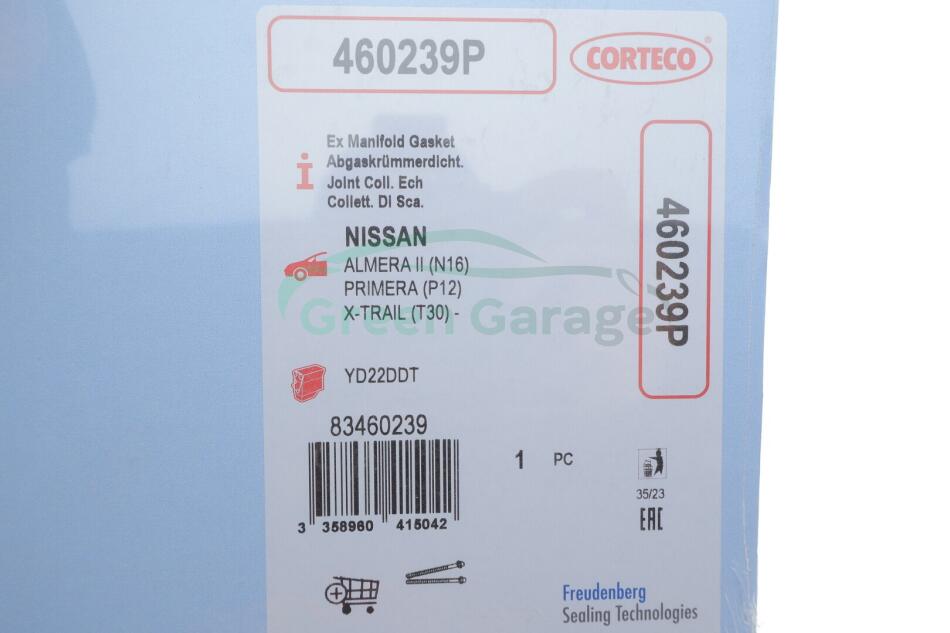 460239P
CORTECO®
Ex Manifold Gasket
Abgaskrümmerdicht.
Joint Coll. Ech
Collett. Di Sca.
NISSAN
ALMERA II (N16)
PRIMERA (P12)
X-TRAIL (T30) -
Green Garage
460239P
YD22DDT
83460239
1 PC
3 358960 415042
35/23
EAC
Freudenberg
Sealing Technologies